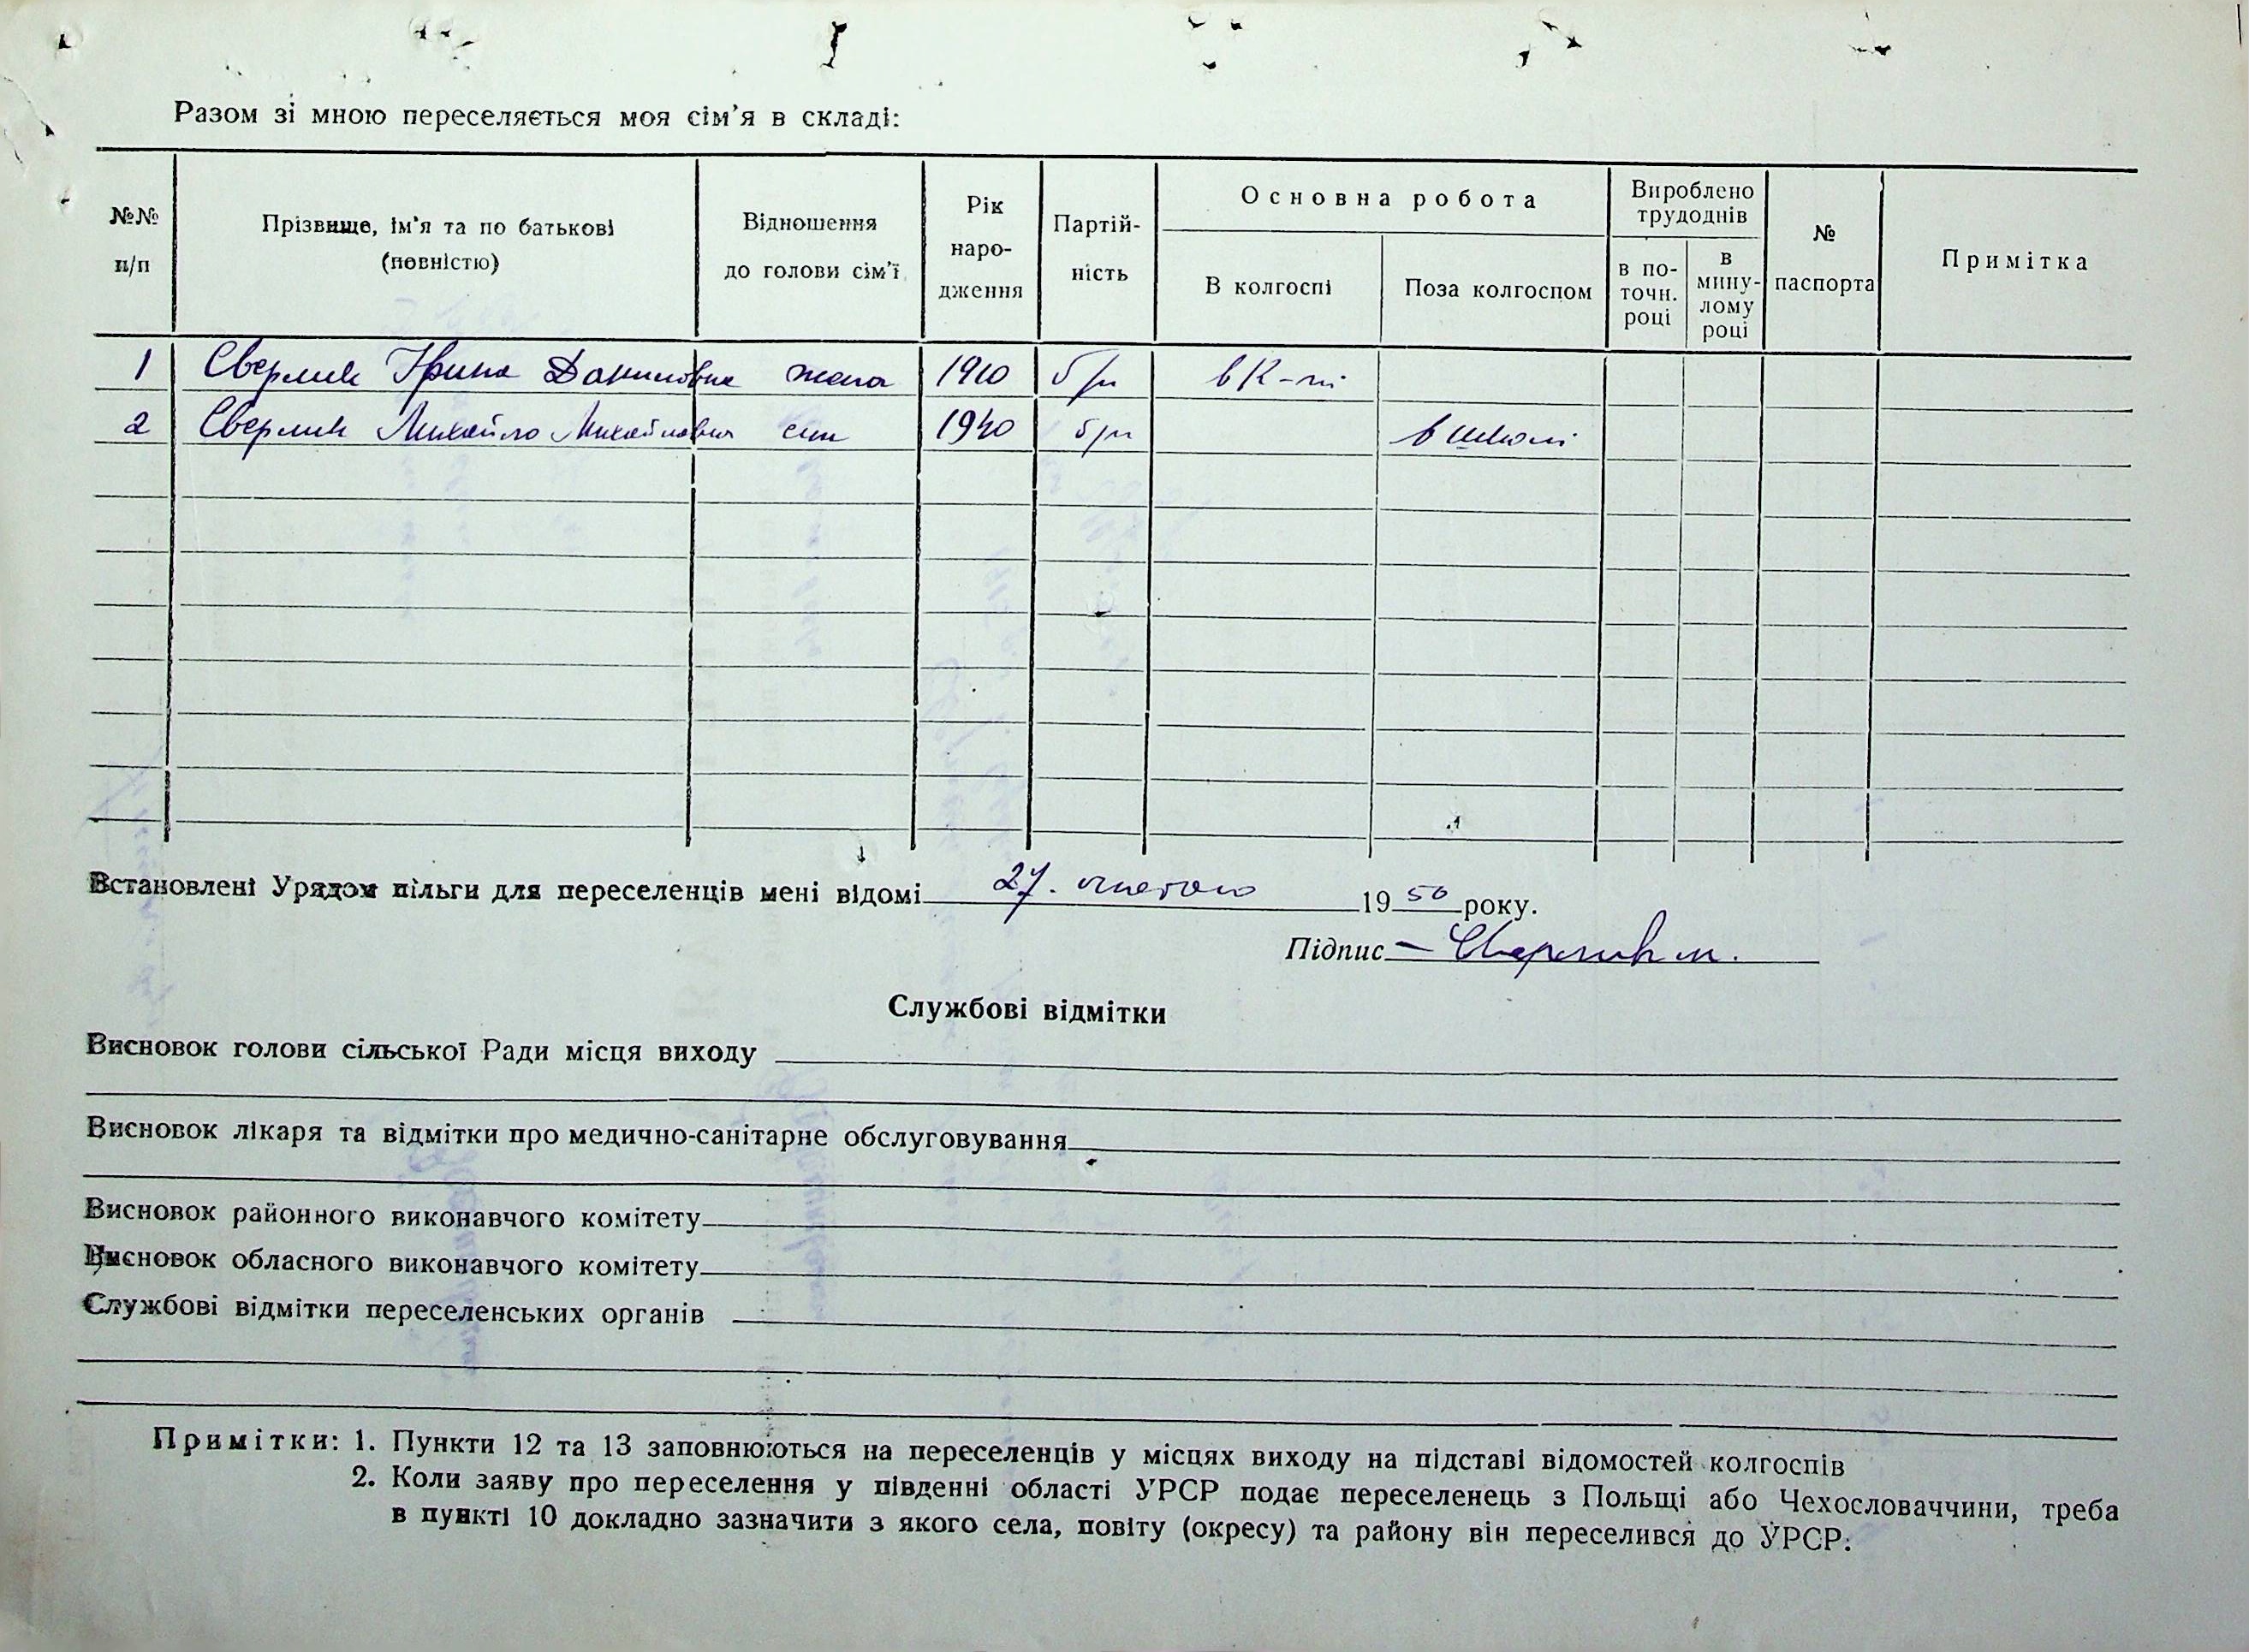 Разом зі мною переселяється моя сім'я в складі:
№№ п/п
Прізвище, ім'я та по батькові (повністю)
Відношення до голови сім'ї
Рік народження
Партійність
Основна робота
В колгоспі
Поза колгоспом
Вироблено трудоднів
в поточн. році
в минулому році
№ паспорта
Примітка
1 Сверлик Ірина Даниловна жена 1910 б/п в к-пі
2 Сверлик Михайло Михайлович син 1940 б/п в школі
Встановлені Урядом пільги для переселенців мені відомі 27. лютого 1950 року.
Підпис Сверлик м.
Службові відмітки
Висновок голови сільської Ради місця виходу
Висновок лікаря та відмітки про медично-санітарне обслуговування
Висновок районного виконавчого комітету
Висновок обласного виконавчого комітету
Службові відмітки переселенських органів
Примітки: 1. Пункти 12 та 13 заповнюються на переселенців у місцях виходу на підставі відомостей колгоспів
2. Коли заяву про переселення у південні області УРСР подає переселенець з Польщі або Чехословаччини, треба
в пункті 10 докладно зазначити з якого села, повіту (окресу) та району він переселився до УРСР.